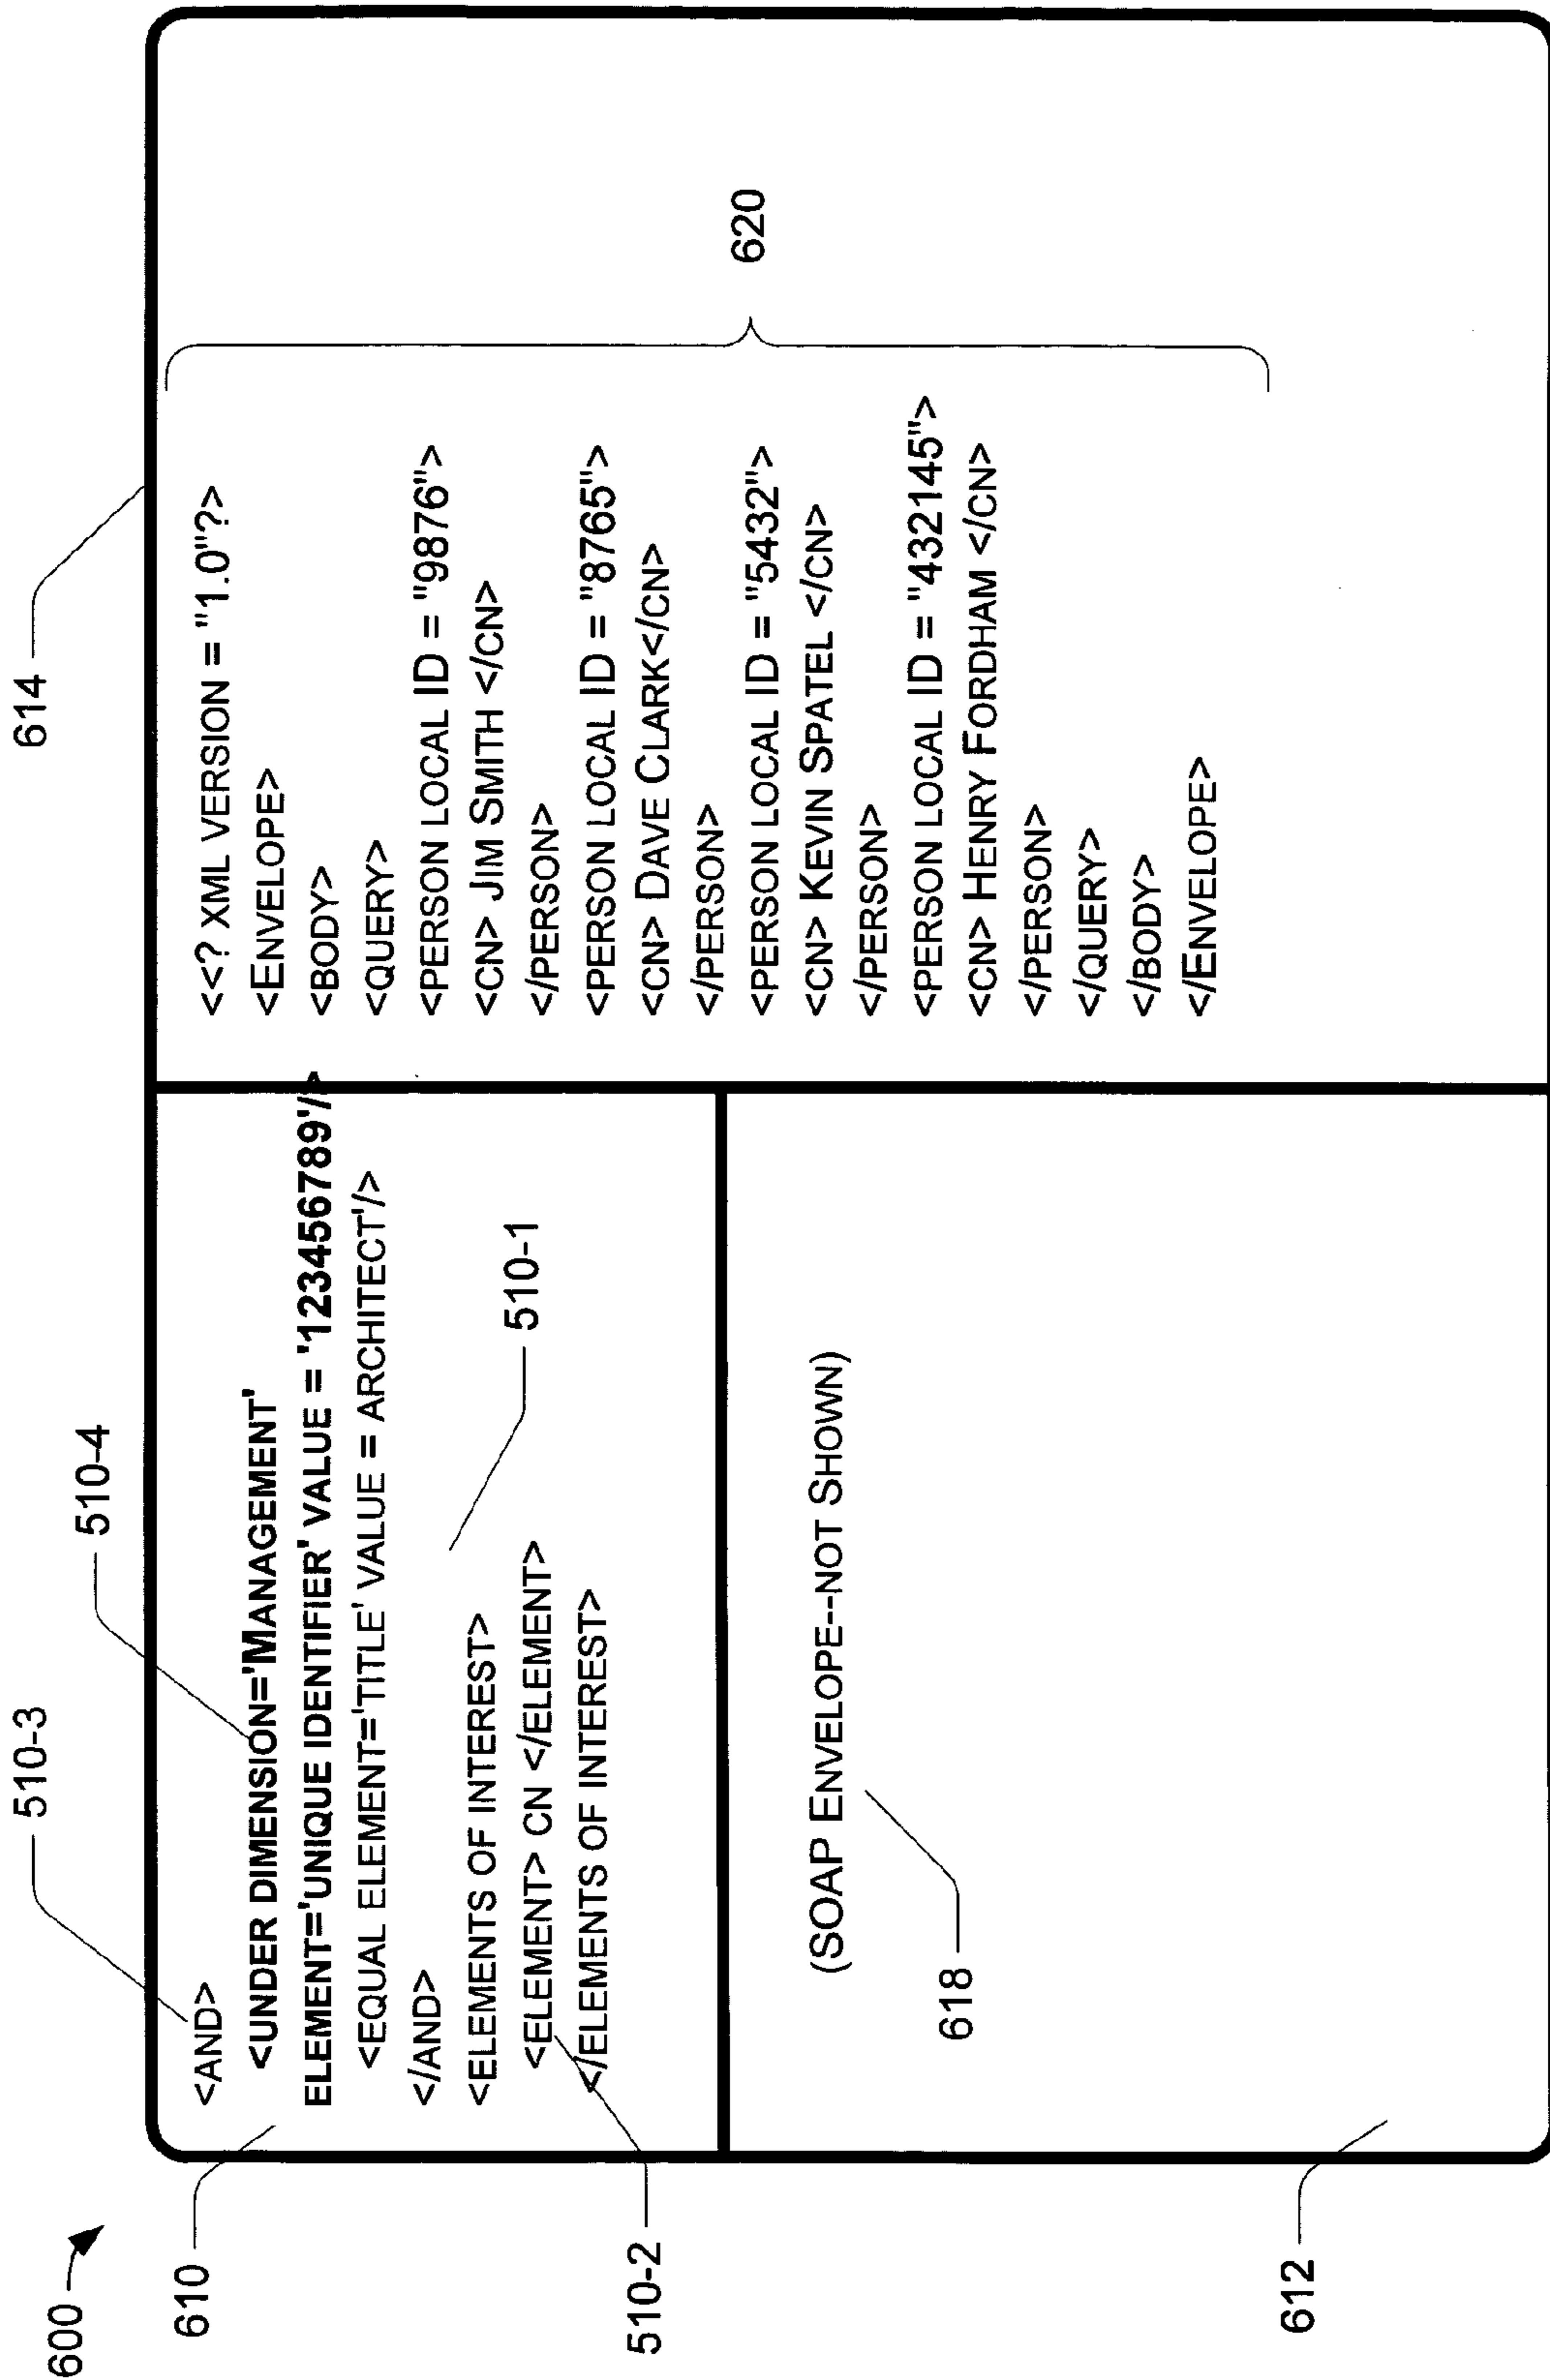 600
610
510-3
510-4
614
<AND>
<UNDER DIMENSION='MANAGEMENT'
ELEMENT='UNIQUE IDENTIFIER' VALUE = '123456789'/>
<EQUAL ELEMENT='TITLE' VALUE = ARCHITECT'/>
</AND>
<ELEMENTS OF INTEREST>
<ELEMENT> CN </ELEMENT>
</ELEMENTS OF INTEREST>
510-1
510-2
(SOAP ENVELOPE--NOT SHOWN)
618
612
<<? XML VERSION = "1.0"?>
<ENVELOPE>
<BODY>
<QUERY>
<PERSON LOCAL ID = "9876">
<CN> JIM SMITH </CN>
</PERSON>
<PERSON LOCAL ID = "8765">
<CN> DAVE CLARK</CN>
</PERSON>
<PERSON LOCAL ID = "5432">
<CN> KEVIN SPATEL </CN>
</PERSON>
<PERSON LOCAL ID = "432145">
<CN> HENRY FORDHAM </CN>
</PERSON>
</QUERY>
</BODY>
</ENVELOPE>
620